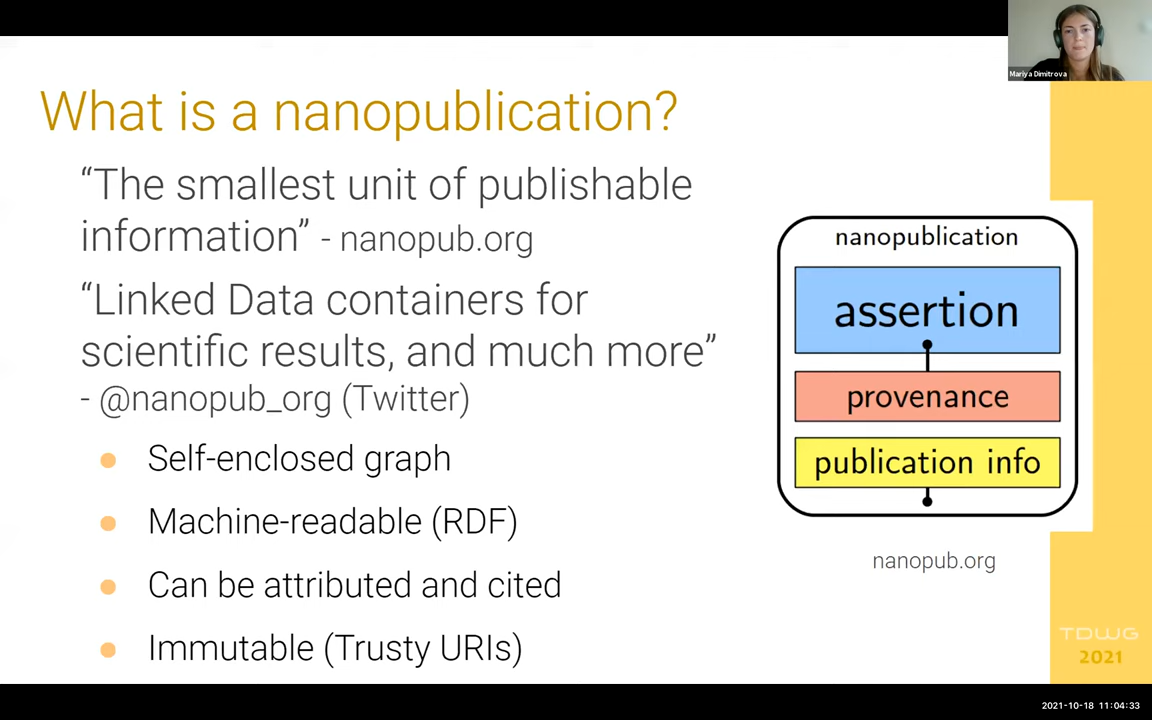 Mariya Dimitrova
What is a nanopublication?
“The smallest unit of publishable
information” - nanopub.org
“Linked Data containers for
scientific results, and much more”
- @nanopub_org (Twitter)
● Self-enclosed graph
● Machine-readable (RDF)
● Can be attributed and cited
● Immutable (Trusty URIs)
nanopublication
assertion
provenance
publication info
nanopub.org
TDWG
2021
2021-10-18 11:04:33